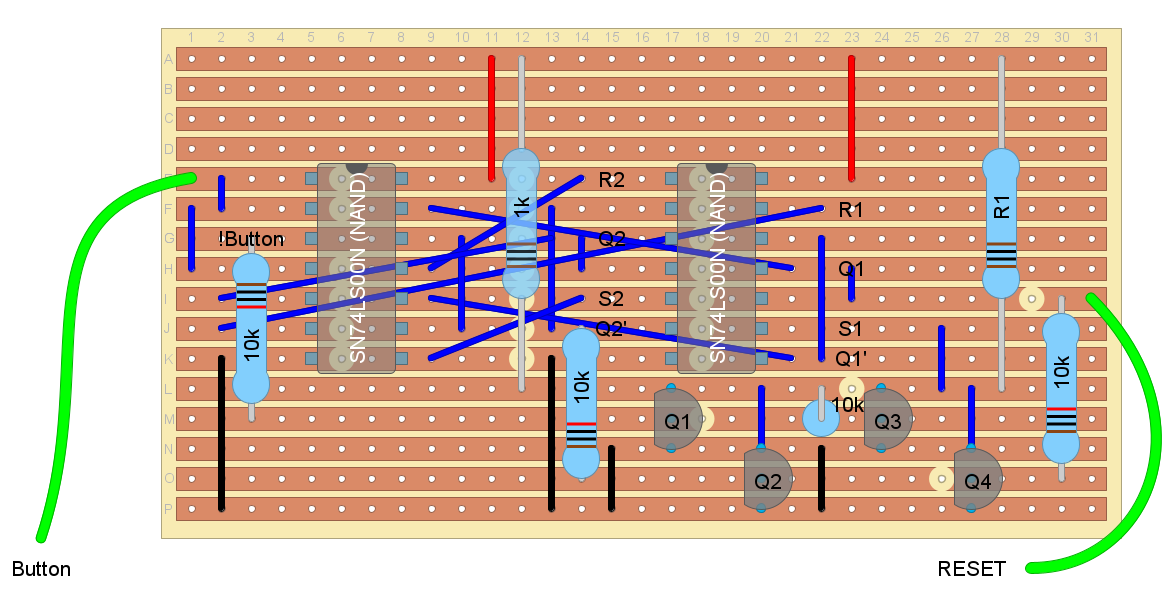 1 2 3 4 5 6 7 8 9 10 11 12 13 14 15 16 17 18 19 20 21 22 23 24 25 26 27 28 29 30 31
A
B
C
D
E
R2
F
1k
R1
R1
G
!Button
Q2
SN74LS00N (NAND)
SN74LS00N (NAND)
H
Q1
I
S2
J
10k
Q2'
S1
K
Q1'
10k
10k
L
10k
M
Q1
Q3
N
O
Q2
Q4
P
Button
RESET